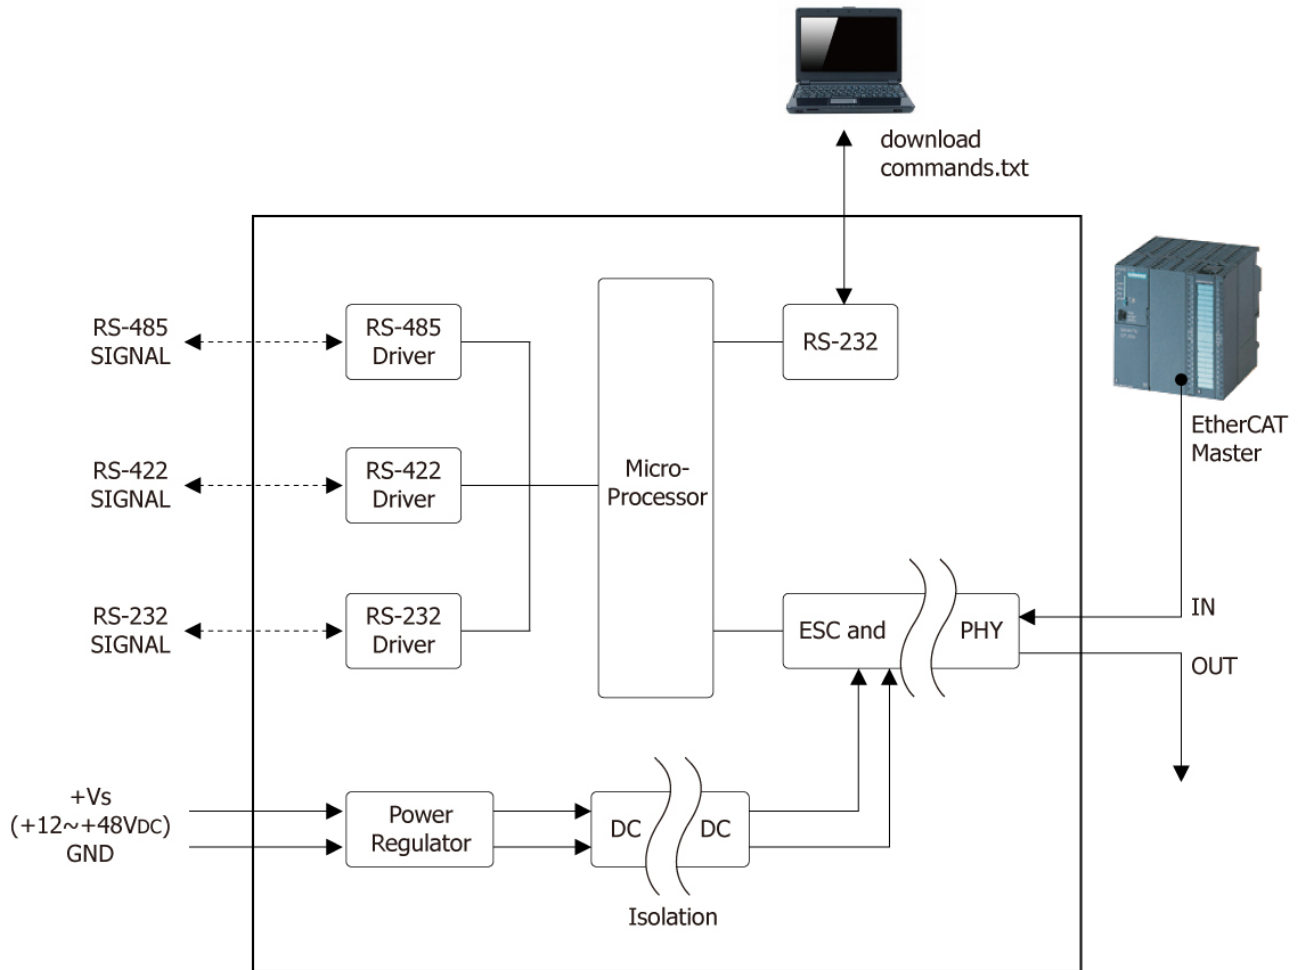 download
commands.txt
RS-485
SIGNAL
RS-485
Driver
RS-232
EtherCAT
Master
RS-422
SIGNAL
RS-422
Driver
Micro-
Processor
RS-232
SIGNAL
RS-232
Driver
ESC and
PHY
IN
OUT
+Vs
(+12~+48VDC)
GND
Power
Regulator
DC
DC
Isolation